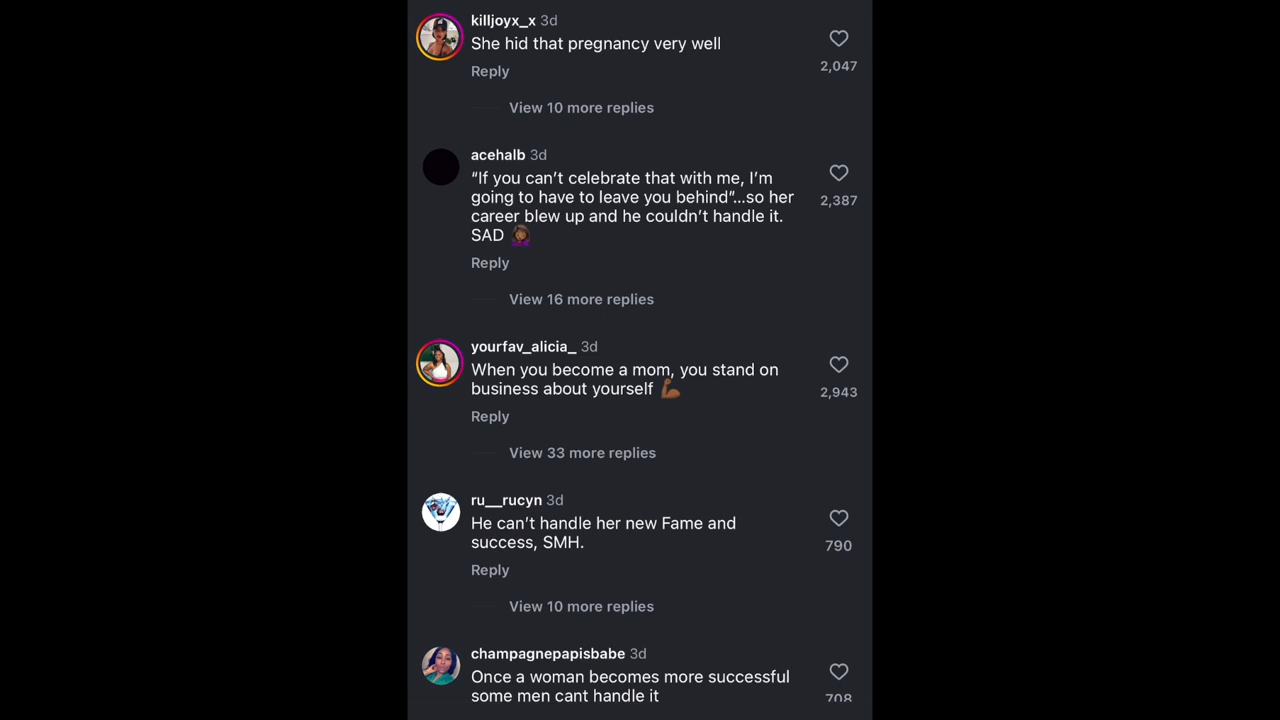 killjoyx_x 3d
She hid that pregnancy very well
2,047
Reply
View 10 more replies
acehalb 3d
“If you can’t celebrate that with me, I’m
going to have to leave you behind”...so her
career blew up and he couldn’t handle it.
SAD 🤦🏾‍♀️
2,387
Reply
View 16 more replies
yourfav_alicia_ 3d
When you become a mom, you stand on
business about yourself 💪🏾
2,943
Reply
View 33 more replies
ru__rucyn 3d
He can’t handle her new Fame and
success, SMH.
790
Reply
View 10 more replies
champagnepapisbabe 3d
Once a woman becomes more successful
some men cant handle it
708